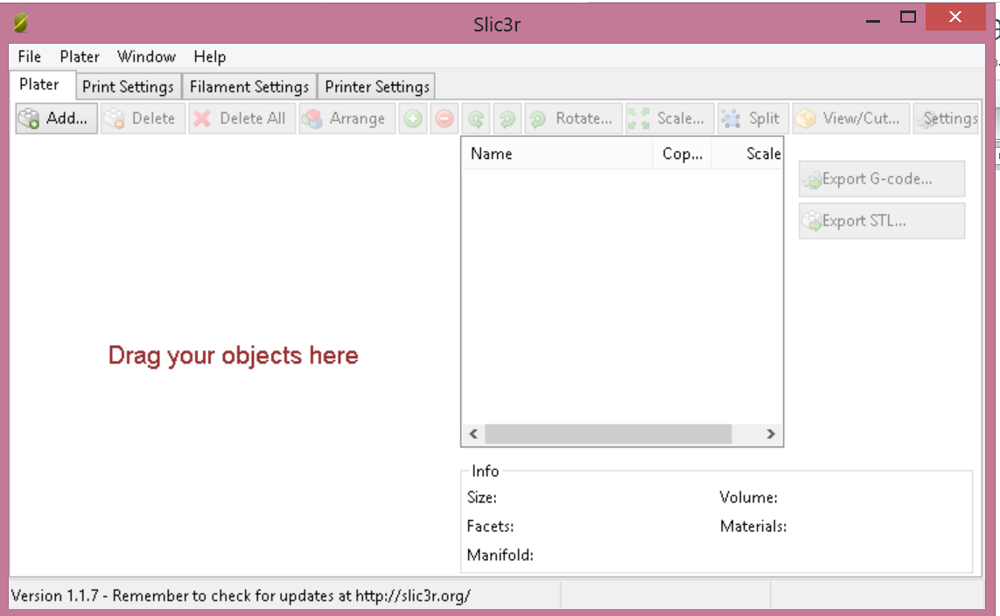 Slic3r
File Plater Window Help
Plater Print Settings Filament Settings Printer Settings
Add... Delete Delete All Arrange Rotate... Scale... Split View/Cut... Settings
Name Cop... Scale
Export G-code...
Export STL...
Drag your objects here
Info
Size: Volume:
Facets: Materials:
Manifold:
Version 1.1.7 - Remember to check for updates at http://slic3r.org/